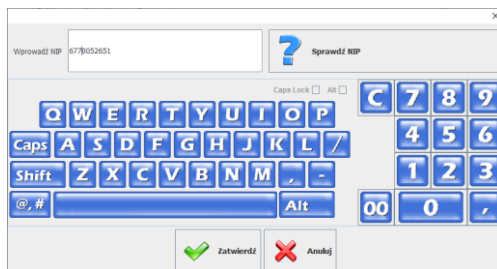 ×
Wprowadź NIP 6770052651 ? Sprawdź NIP
Caps Lock Alt
Q W E R T Y U I O P
Caps A S D F G H J K L /
Shift Z X C V B N M , -
@,# Alt
C 7 8 9
4 5 6
1 2 3
00 0 ,
Zatwierdź Anuluj